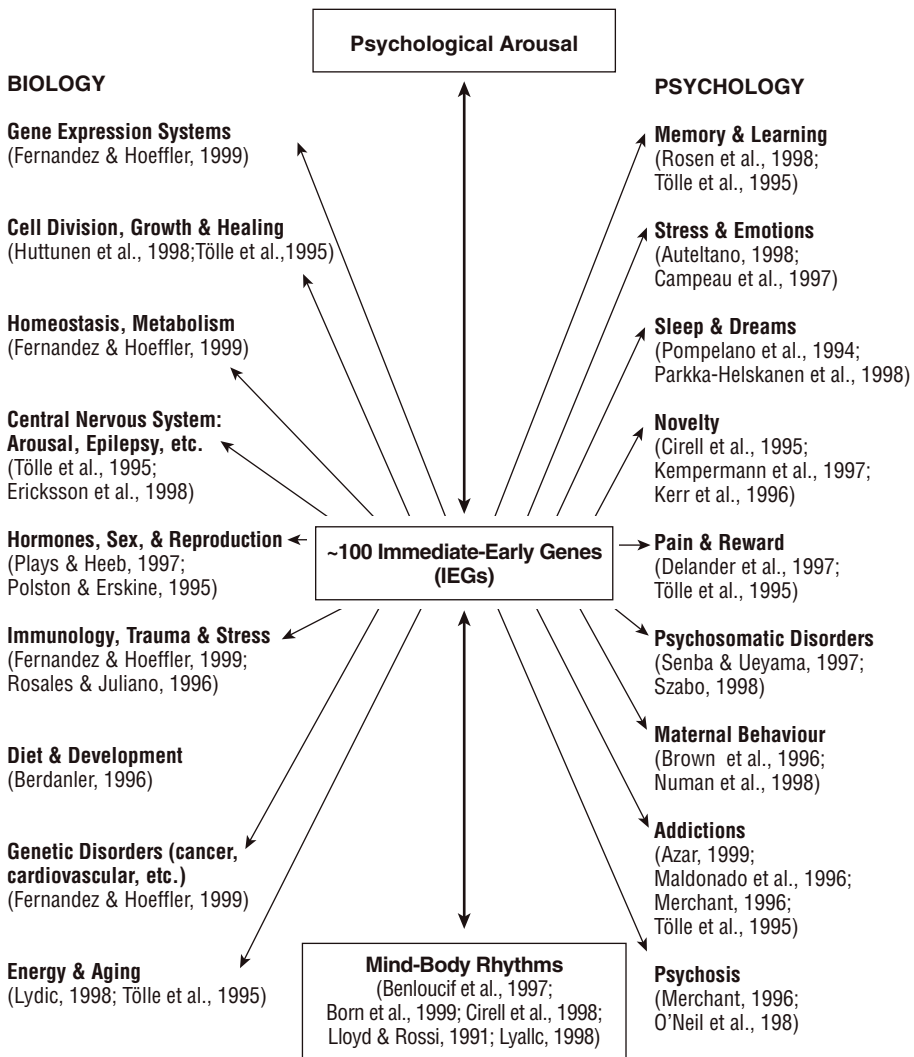 Psychological Arousal
BIOLOGY
Gene Expression Systems
(Fernandez & Hoeffler, 1999)
Cell Division, Growth & Healing
(Huttunen et al., 1998;Tölle et al.,1995)
Homeostasis, Metabolism
(Fernandez & Hoeffler, 1999)
Central Nervous System:
Arousal, Epilepsy, etc.
(Tölle et al., 1995;
Ericksson et al., 1998)
Hormones, Sex, & Reproduction
(Plays & Heeb, 1997;
Polston & Erskine, 1995)
Immunology, Trauma & Stress
(Fernandez & Hoeffler, 1999;
Rosales & Juliano, 1996)
Diet & Development
(Berdanler, 1996)
Genetic Disorders (cancer,
cardiovascular, etc.)
(Fernandez & Hoeffler, 1999)
Energy & Aging
(Lydic, 1998; Tölle et al., 1995)
~100 Immediate-Early Genes
(IEGs)
Mind-Body Rhythms
(Benloucif et al., 1997;
Born et al., 1999; Cirell et al., 1998;
Lloyd & Rossi, 1991; Lyallc, 1998)
PSYCHOLOGY
Memory & Learning
(Rosen et al., 1998;
Tölle et al., 1995)
Stress & Emotions
(Auteltano, 1998;
Campeau et al., 1997)
Sleep & Dreams
(Pompelano et al., 1994;
Parkka-Helskanen et al., 1998)
Novelty
(Cirell et al., 1995;
Kempermann et al., 1997;
Kerr et al., 1996)
Pain & Reward
(Delander et al., 1997;
Tölle et al., 1995)
Psychosomatic Disorders
(Senba & Ueyama, 1997;
Szabo, 1998)
Maternal Behaviour
(Brown et al., 1996;
Numan et al., 1998)
Addictions
(Azar, 1999;
Maldonado et al., 1996;
Merchant, 1996;
Tölle et al., 1995)
Psychosis
(Merchant, 1996;
O'Neil et al., 198)